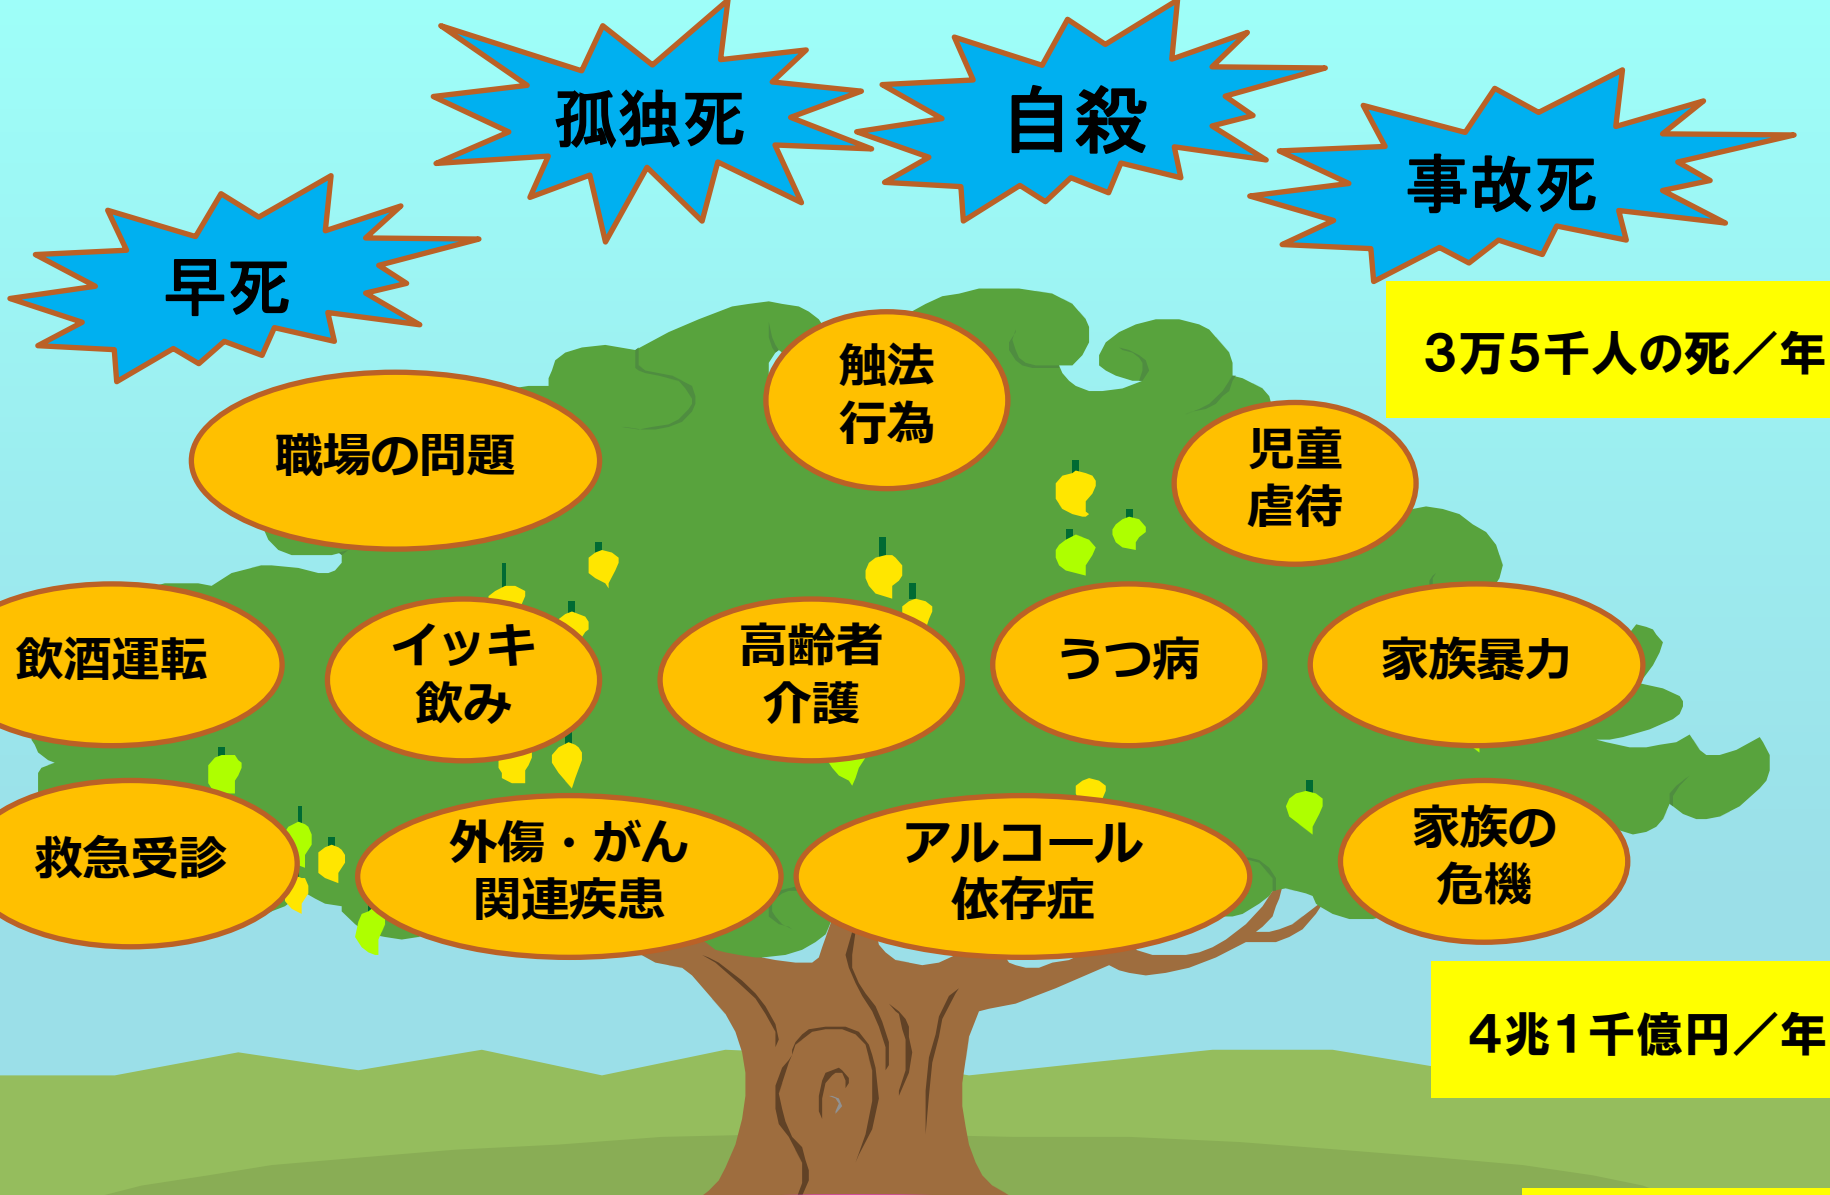 孤独死
自殺
事故死
早死
３万５千人の死／年
触法
行為
職場の問題
児童
虐待
飲酒運転
イッキ
飲み
高齢者
介護
うつ病
家族暴力
救急受診
外傷・がん
関連疾患
アルコール
依存症
家族の
危機
４兆１千億円／年